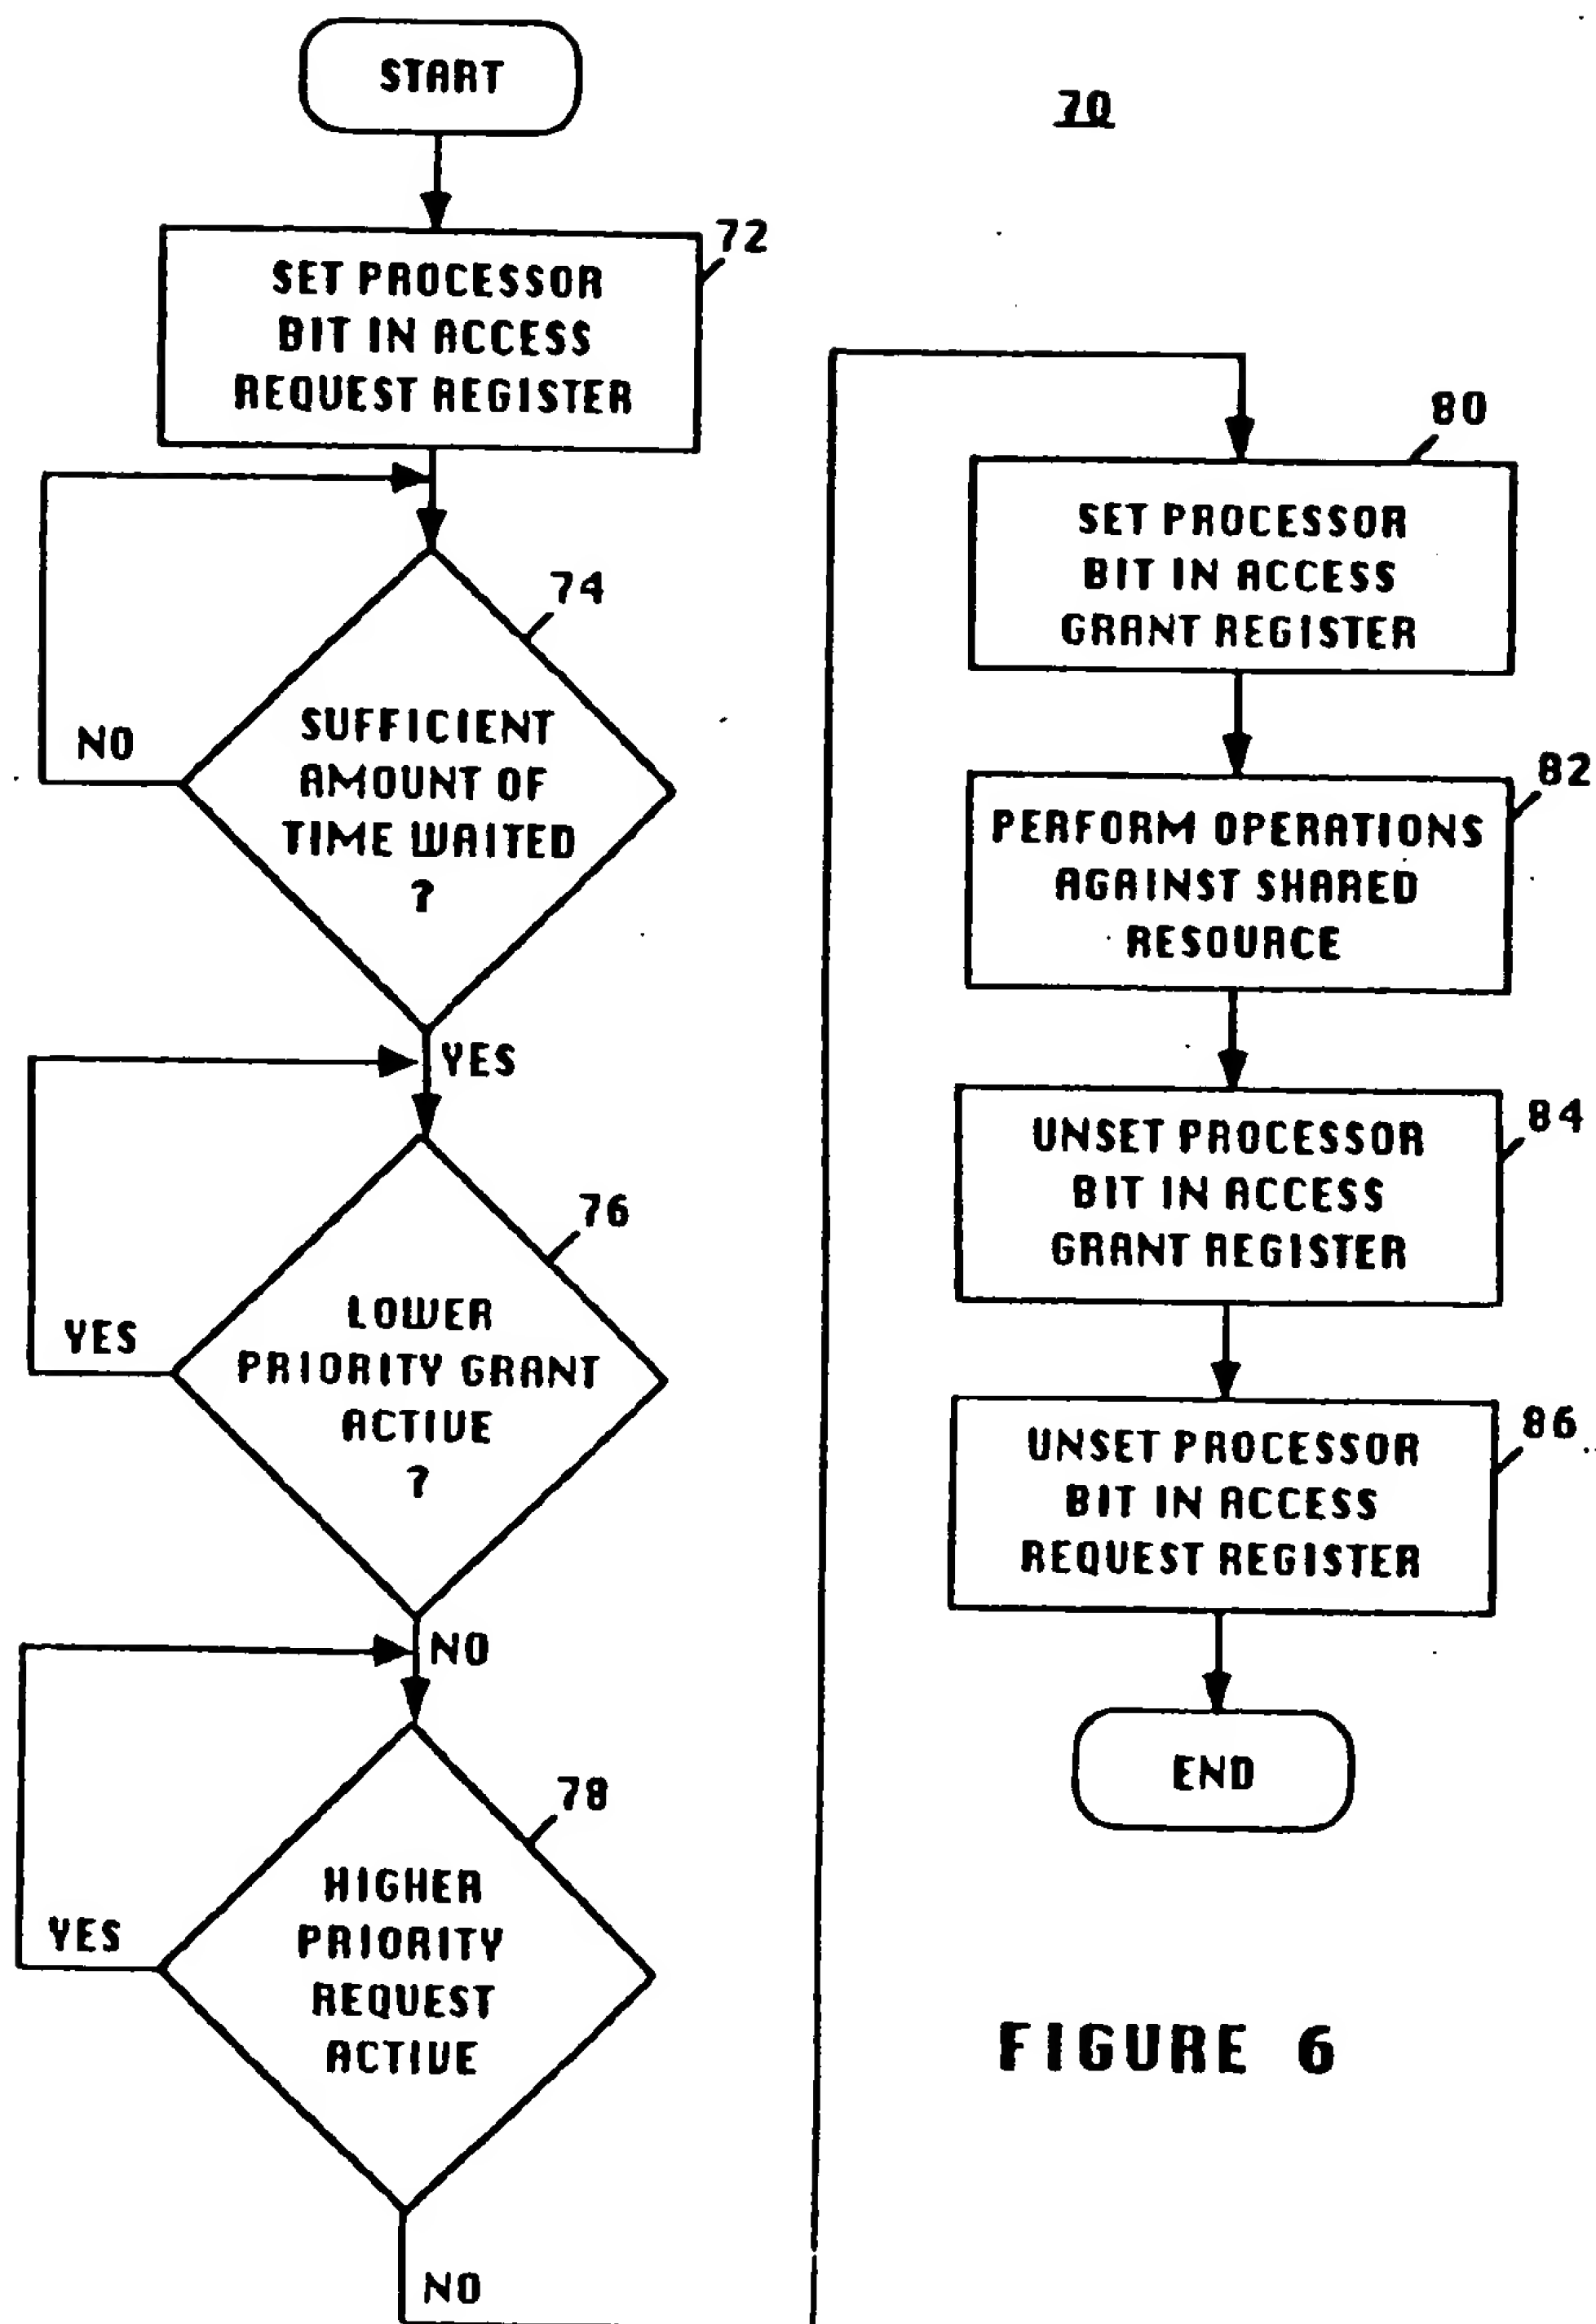 START
70
72
SET PROCESSOR
BIT IN ACCESS
REQUEST REGISTER
74
SUFFICIENT
AMOUNT OF
TIME WAITED
?
NO
YES
76
LOWER
PRIORITY GRANT
ACTIVE
?
YES
NO
78
HIGHER
PRIORITY
REQUEST
ACTIVE
YES
NO
80
SET PROCESSOR
BIT IN ACCESS
GRANT REGISTER
82
PERFORM OPERATIONS
AGAINST SHARED
RESOURCE
84
UNSET PROCESSOR
BIT IN ACCESS
GRANT REGISTER
86
UNSET PROCESSOR
BIT IN ACCESS
REQUEST REGISTER
END
FIGURE 6